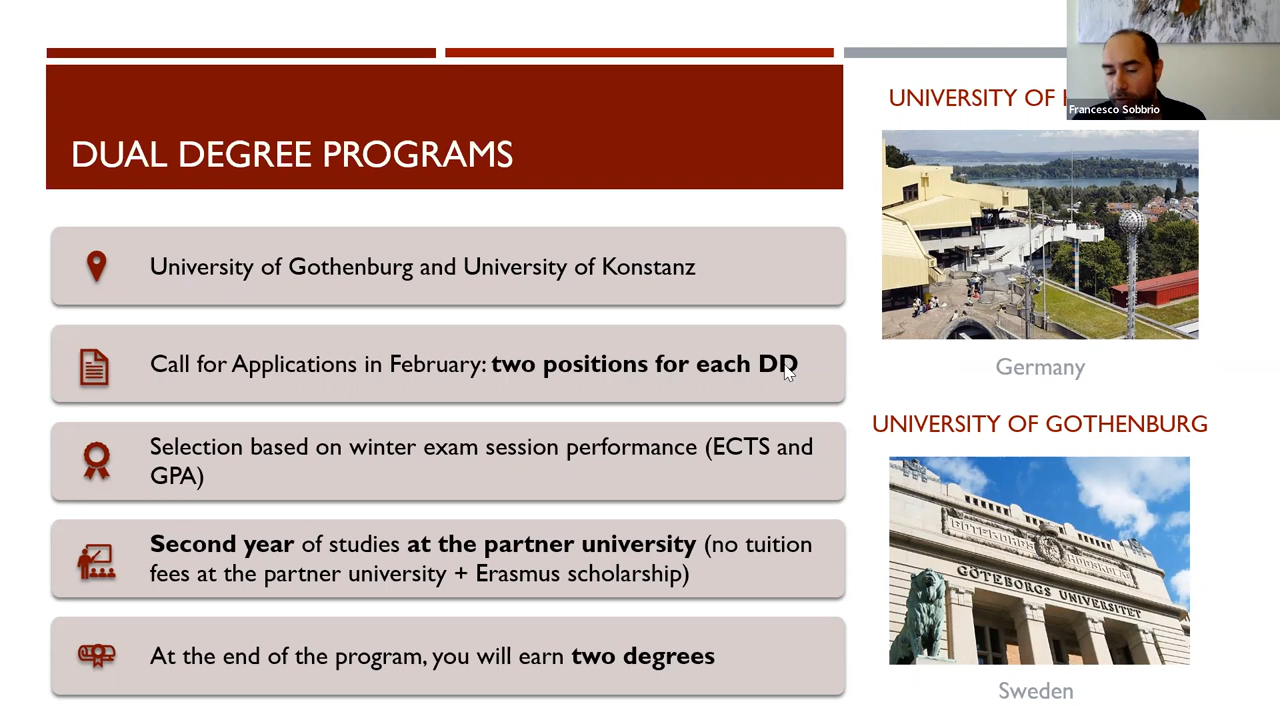 DUAL DEGREE PROGRAMS
University of Gothenburg and University of Konstanz
Call for Applications in February: two positions for each DD
Selection based on winter exam session performance (ECTS and
GPA)
Second year of studies at the partner university (no tuition
fees at the partner university + Erasmus scholarship)
At the end of the program, you will earn two degrees
UNIVERSITY OF
Francesco Sobbrio
Germany
UNIVERSITY OF GOTHENBURG
GÖTEBORGS UNIVERSITET
Sweden